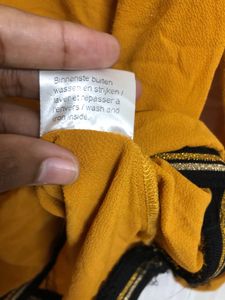 Binnenste buiten
wassen en strijken /
laver et repasser à
l'envers / wash and
iron inside.